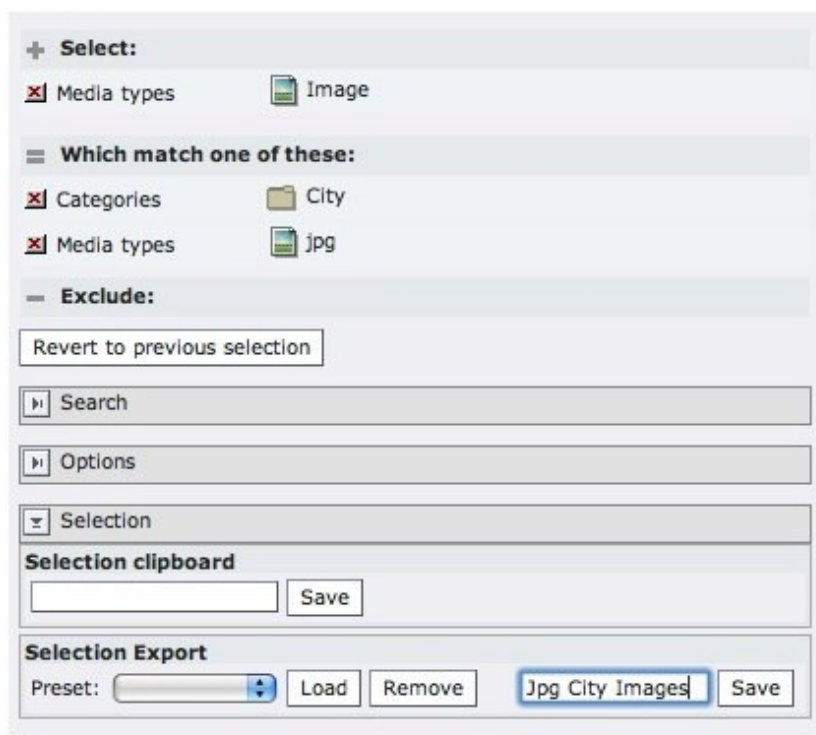 Select:
Media types Image
Which match one of these:
Categories City
Media types jpg
Exclude:
Revert to previous selection
Search
Options
Selection
Selection clipboard
Save
Selection Export
Preset: Load Remove Jpg City Images Save